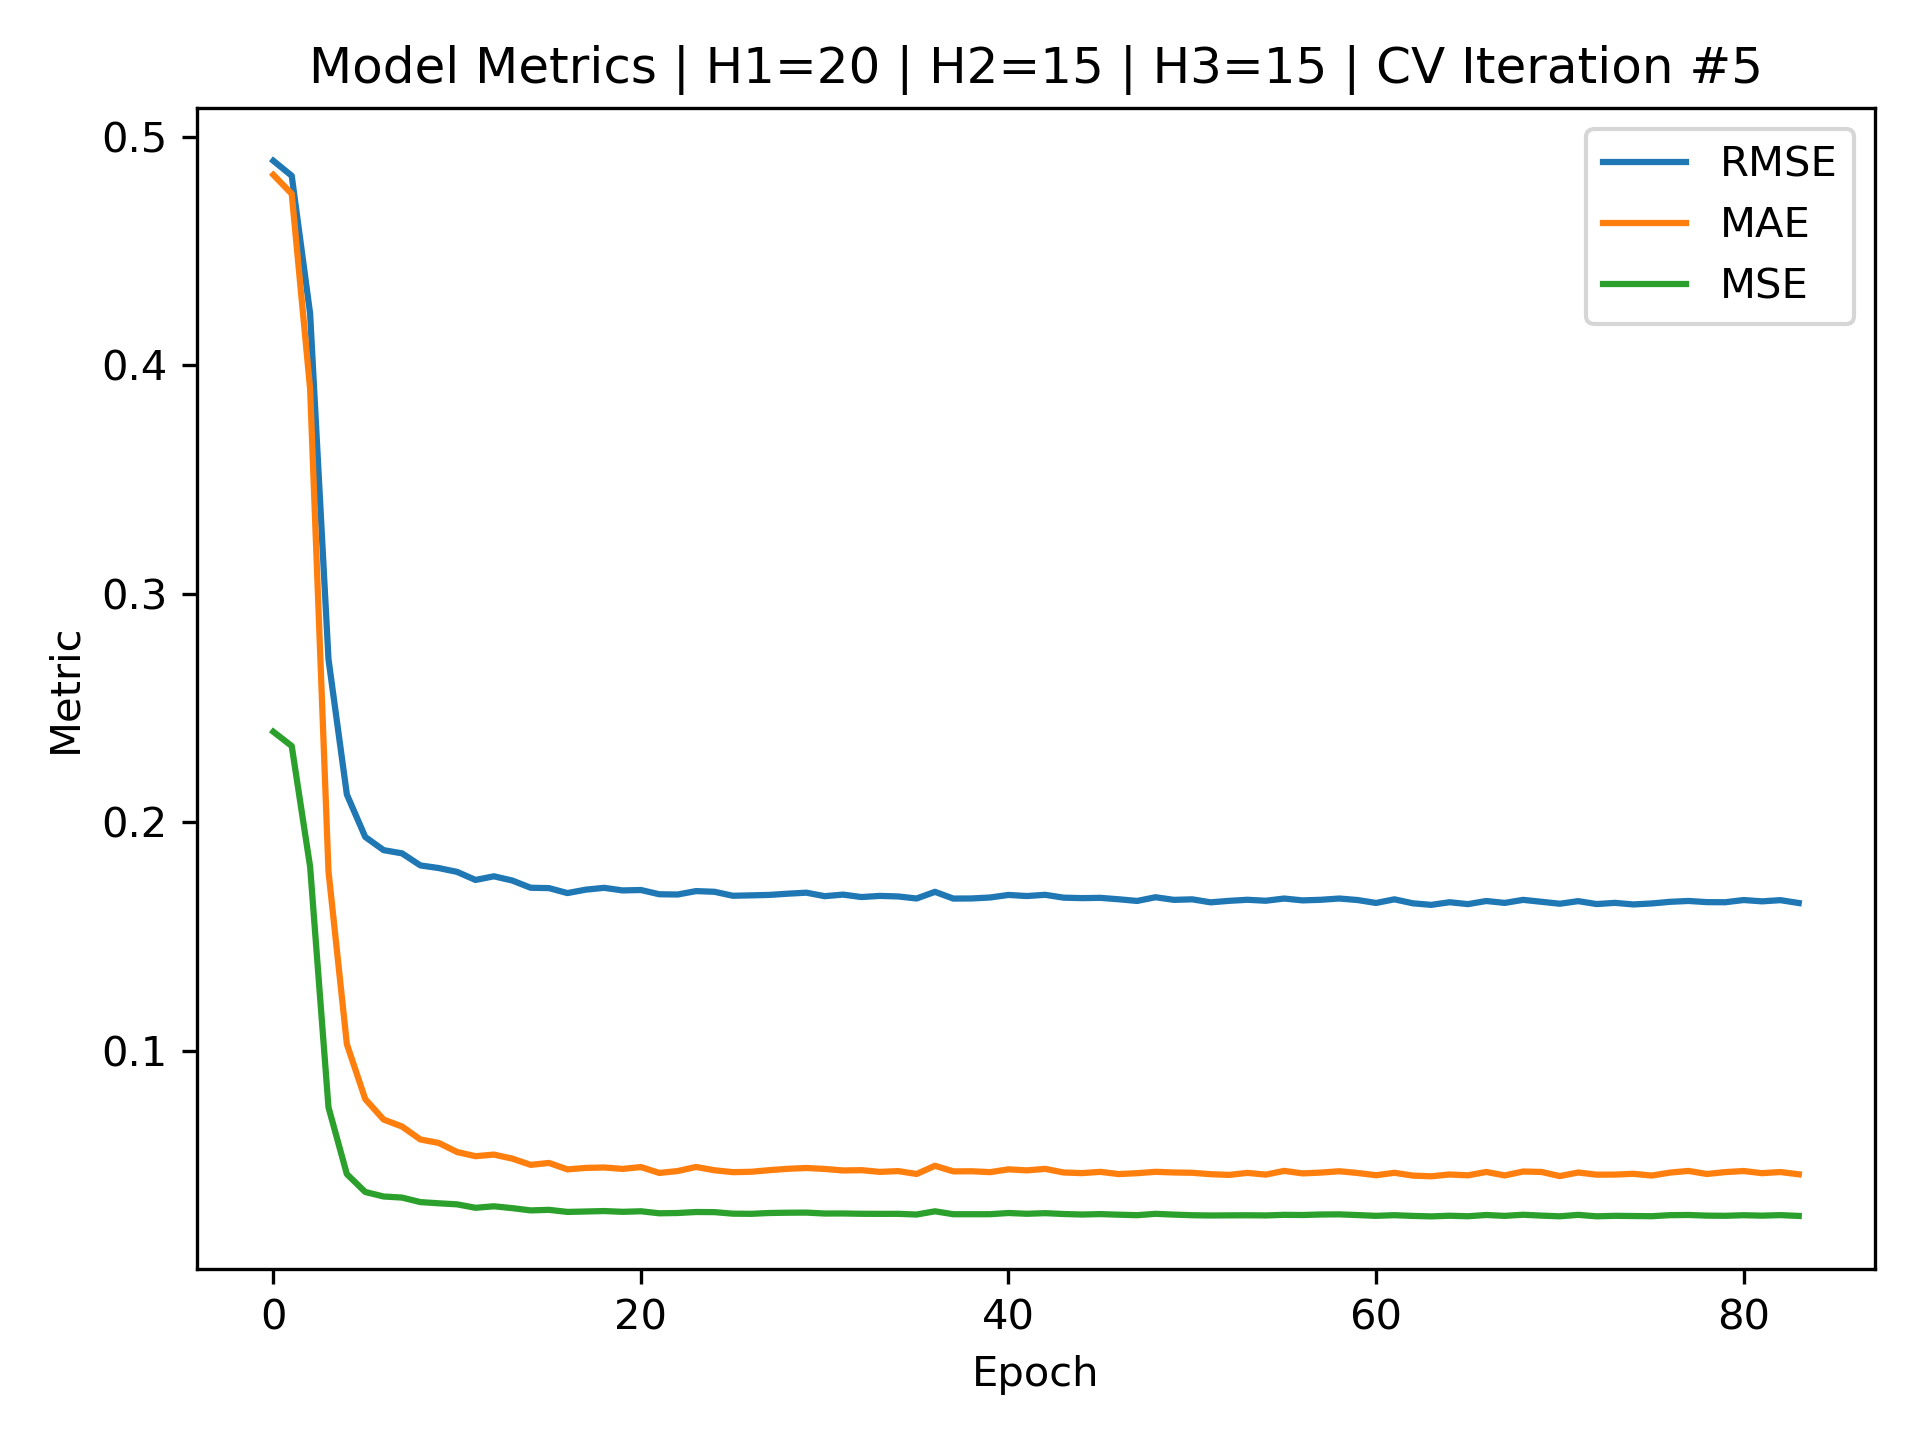 Model Metrics | H1=20 | H2=15 | H3=15 | CV Iteration #5
RMSE
MAE
MSE
Metric
0.5
0.4
0.3
0.2
0.1
0 20 40 60 80
Epoch